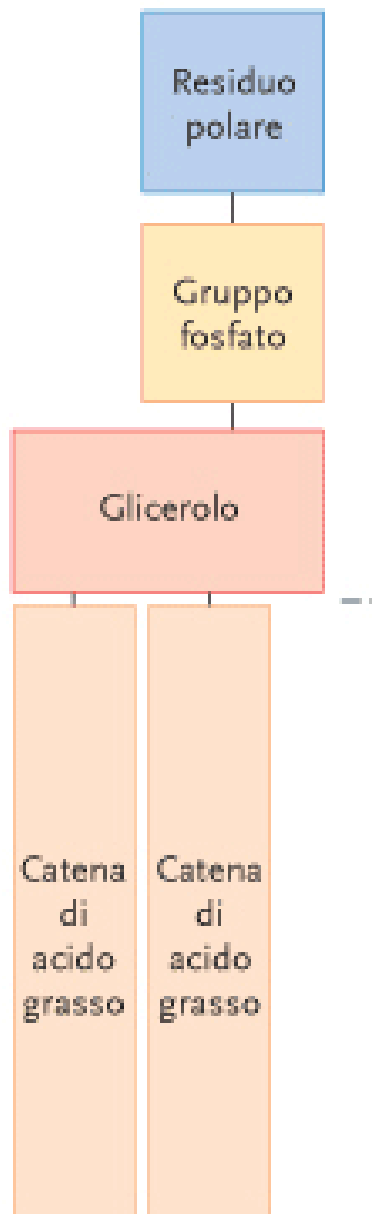 Residuo
polare
Gruppo
fosfato
Glicerolo
Catena
di
acido
grasso
Catena
di
acido
grasso